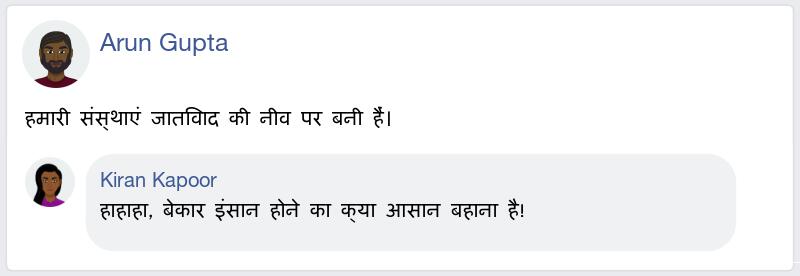 Arun Gupta
हमारी संस्थाएं जातिवाद की नीव पर बनी हैं।
Kiran Kapoor
हाहाहा, बेकार इंसान होने का क्या आसान बहाना है!